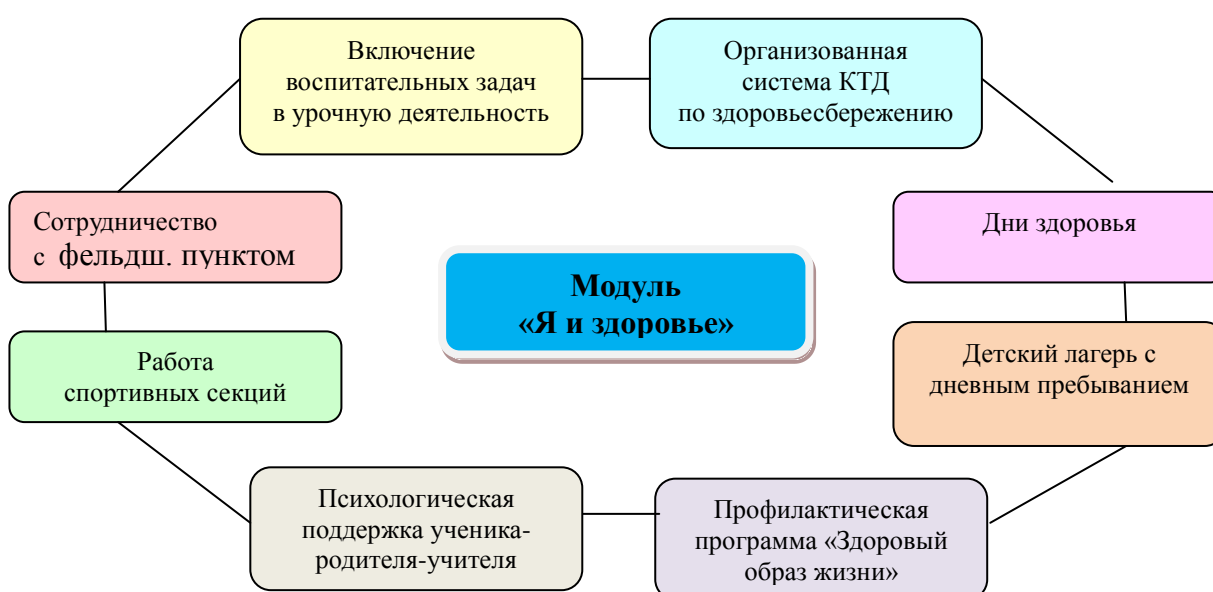 Включение
воспитательных задач
в урочную деятельность
Организованная
система КТД
по здоровьесбережению
Сотрудничество
с фельдш. пунктом
Дни здоровья
Модуль
«Я и здоровье»
Работа
спортивных секций
Детский лагерь с
дневным пребыванием
Психологическая
поддержка ученика-
родителя-учителя
Профилактическая
программа «Здоровый
образ жизни»